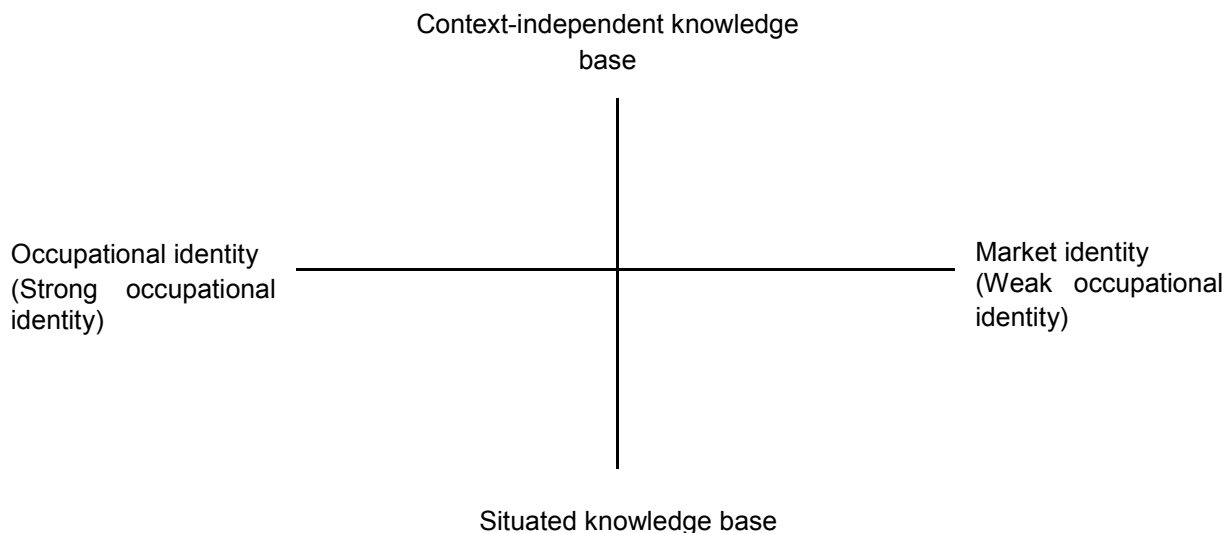 Context-independent knowledge
base
Occupational identity
(Strong occupational
identity)
Market identity
(Weak occupational
identity)
Situated knowledge base